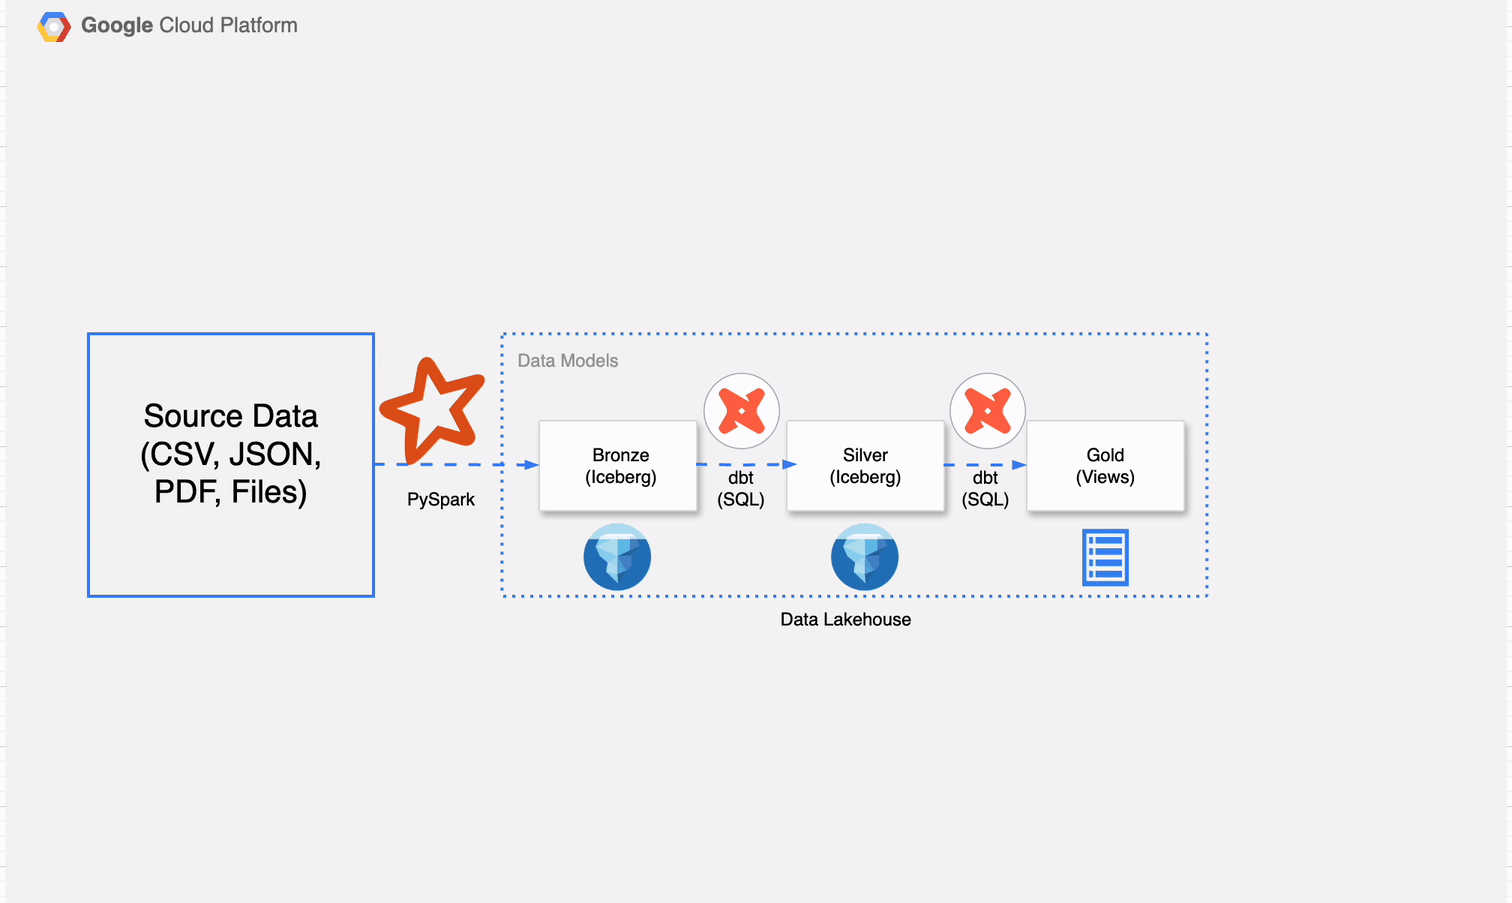 Google Cloud Platform
Source Data
(CSV, JSON,
PDF, Files)
PySpark
Data Models
Bronze
(Iceberg)
dbt
(SQL)
Silver
(Iceberg)
dbt
(SQL)
Gold
(Views)
Data Lakehouse